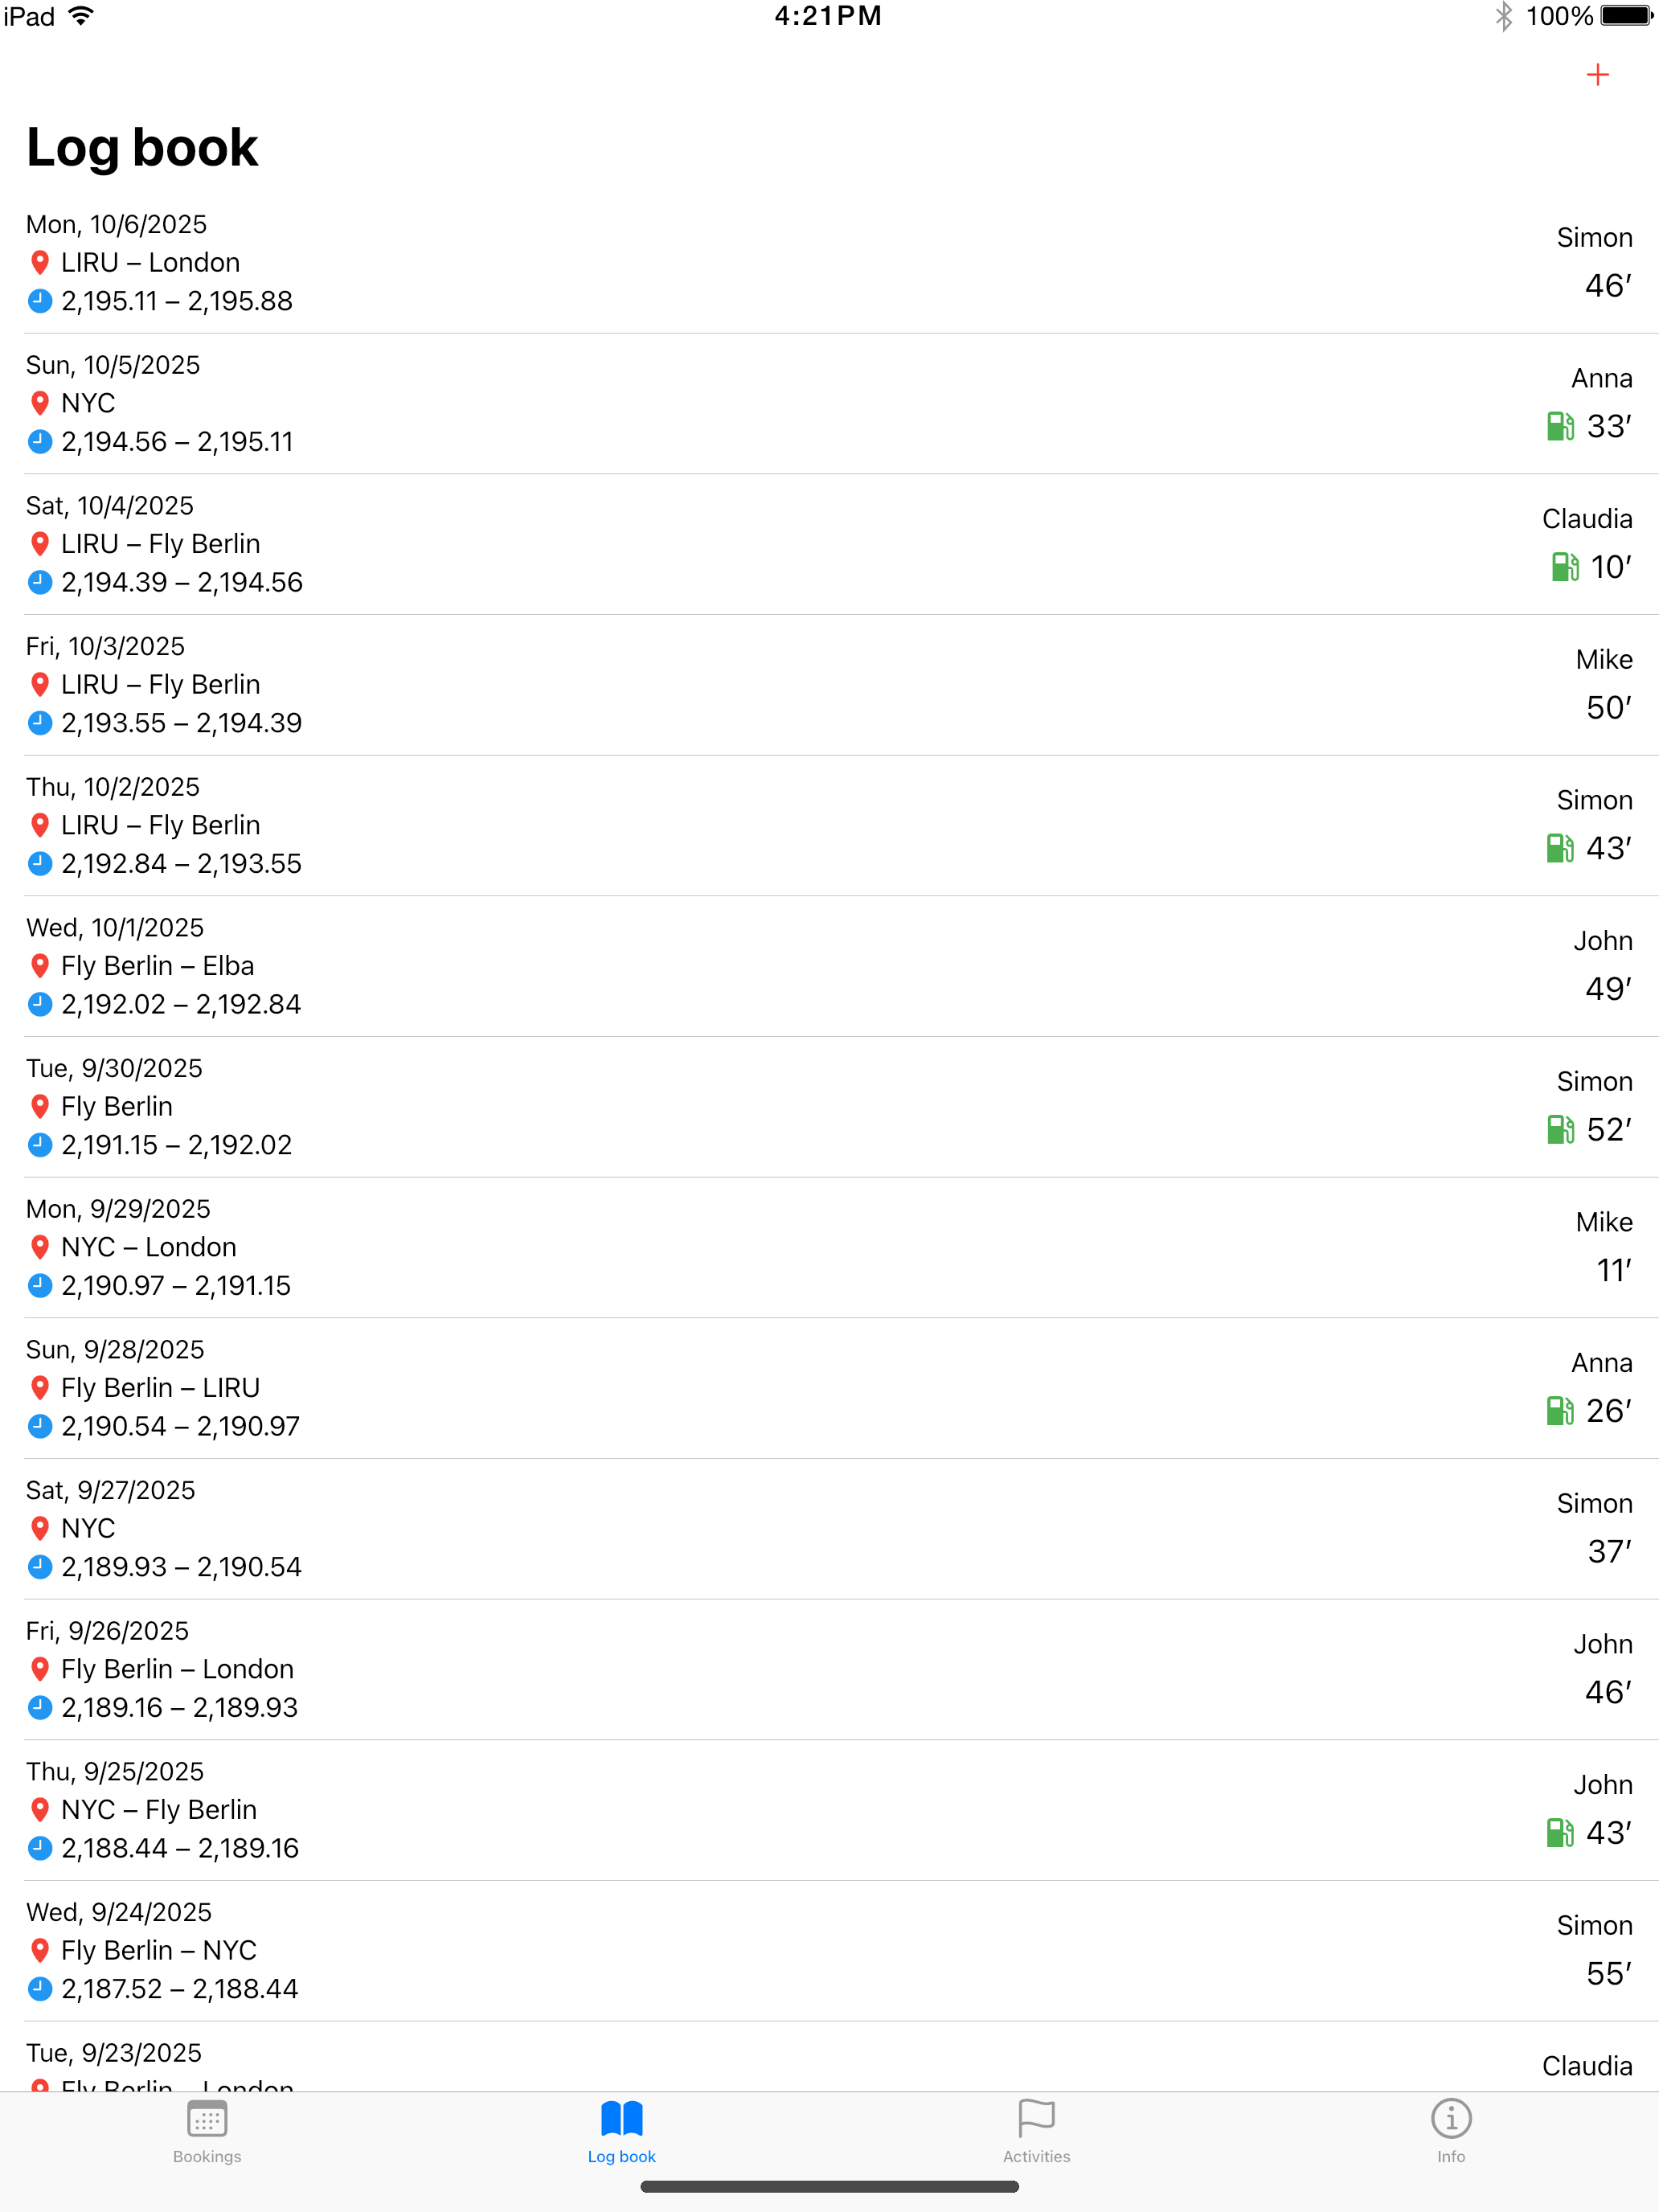 iPad 4:21PM 100%
Log book
Mon, 10/6/2025
Simon
LIRU – London
46′
2,195.11 – 2,195.88
Sun, 10/5/2025
Anna
NYC
33′
2,194.56 – 2,195.11
Sat, 10/4/2025
Claudia
LIRU – Fly Berlin
10′
2,194.39 – 2,194.56
Fri, 10/3/2025
Mike
LIRU – Fly Berlin
50′
2,193.55 – 2,194.39
Thu, 10/2/2025
Simon
LIRU – Fly Berlin
43′
2,192.84 – 2,193.55
Wed, 10/1/2025
John
Fly Berlin – Elba
49′
2,192.02 – 2,192.84
Tue, 9/30/2025
Simon
Fly Berlin
52′
2,191.15 – 2,192.02
Mon, 9/29/2025
Mike
NYC – London
11′
2,190.97 – 2,191.15
Sun, 9/28/2025
Anna
Fly Berlin – LIRU
26′
2,190.54 – 2,190.97
Sat, 9/27/2025
Simon
NYC
37′
2,189.93 – 2,190.54
Fri, 9/26/2025
John
Fly Berlin – London
46′
2,189.16 – 2,189.93
Thu, 9/25/2025
John
NYC – Fly Berlin
43′
2,188.44 – 2,189.16
Wed, 9/24/2025
Simon
Fly Berlin – NYC
55′
2,187.52 – 2,188.44
Tue, 9/23/2025
Claudia
Fly Berlin – London
Bookings
Log book
Activities
Info